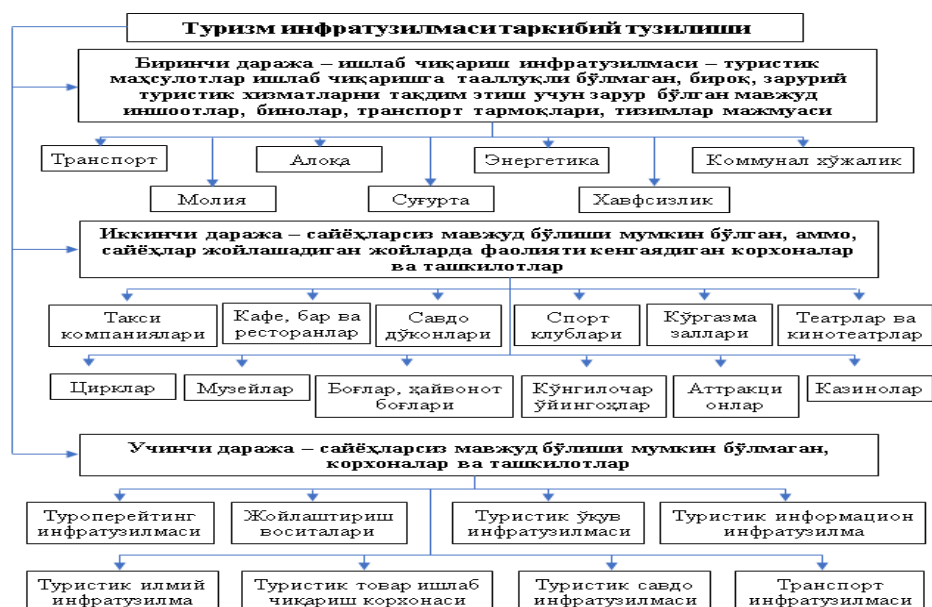 Туризм инфратузилмаси таркибий тузилиши
Биринчи даража – ишлаб чиқариш инфратузилмаси – туристик
маҳсулотлар ишлаб чиқаришга тааллуқли бўлмаган, бироқ, зарурий
туристик хизматларни тақдим этиш учун зарур бўлган мавжуд
иншоотлар, бинолар, транспорт тармоқлари, тизимлар мажмуаси
Транспорт
Алоқа
Энергетика
Коммунал хўжалик
Молия
Суғурта
Хавфсизлик
Иккинчи даража – сайёҳларсиз мавжуд бўлиши мумкин бўлган, аммо,
сайёҳлар жойлашадиган жойларда фаолияти кенгаядиган корхоналар
ва ташкилотлар
Такси
компаниялари
Кафе, бар ва
ресторанлар
Савдо
дўконлари
Спорт
клублари
Кўргазма
заллари
Театрлар ва
кинотеатрлар
Цирклар
Музейлар
Боғлар, ҳайвонот
боғлари
Кўнгилочар
ўйингоҳлар
Аттракци
онлар
Казинолар
Учинчи даража – сайёҳларсиз мавжуд бўлиши мумкин бўлмаган,
корхоналар ва ташкилотлар
Туроперейтинг
инфратузилмаси
Жойлаштириш
воситалари
Туристик ўқув
инфратузилмаси
Туристик информацион
инфратузилма
Туристик илмий
инфратузилма
Туристик товар ишлаб
чиқариш корхонаси
Туристик савдо
инфратузилмаси
Транспорт
инфратузилмаси